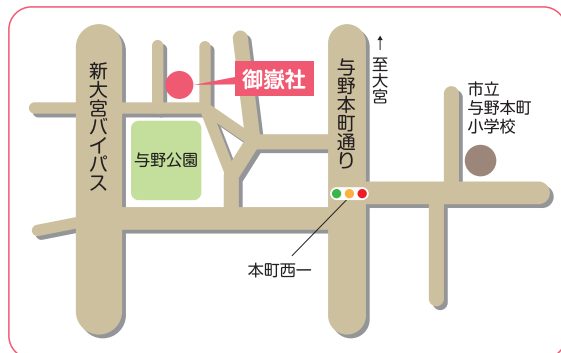 新大宮バイパス
御嶽社
与野公園
与野本町通り
↑至大宮
市立
与野本町
小学校
本町西一